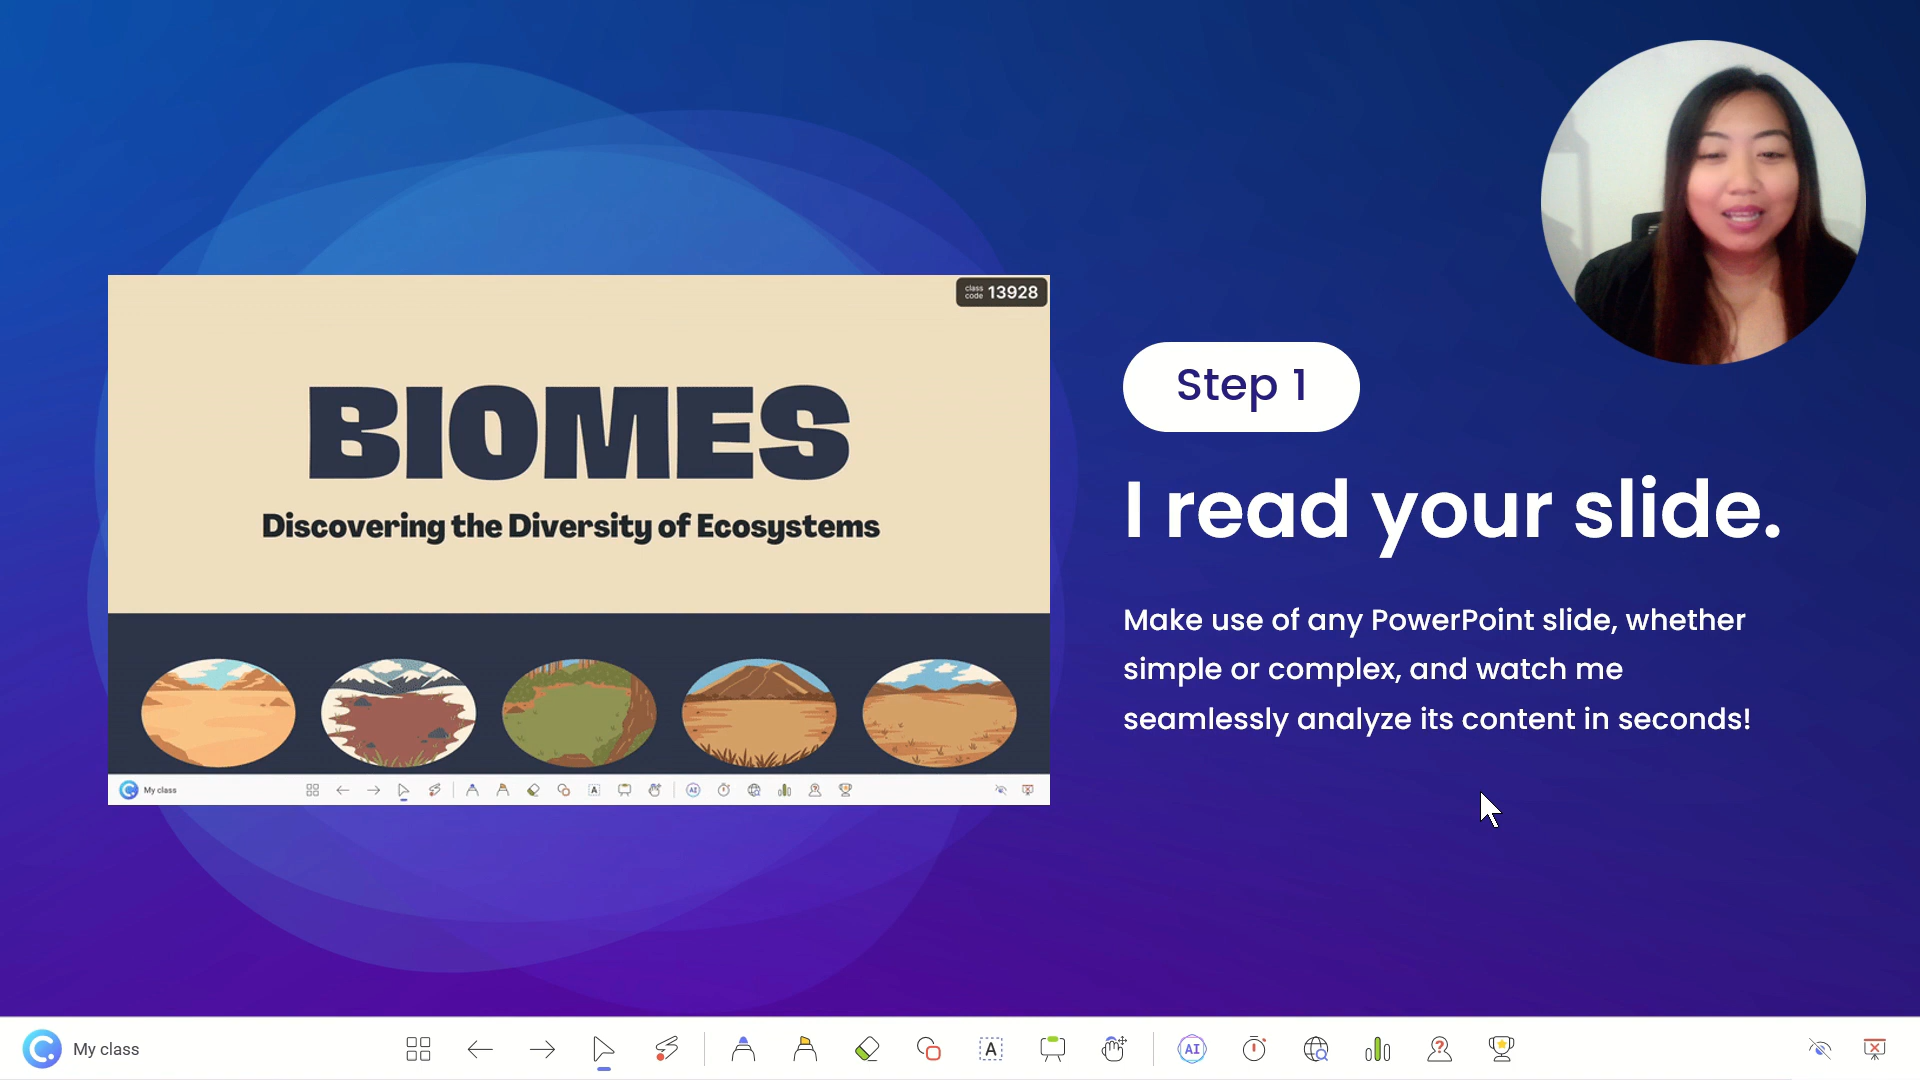 class code 13928
BIOMES
Discovering the Diversity of Ecosystems
My class
A
AI
?
Step 1
I read your slide.
Make use of any PowerPoint slide, whether
simple or complex, and watch me
seamlessly analyze its content in seconds!
My class
A
AI
?